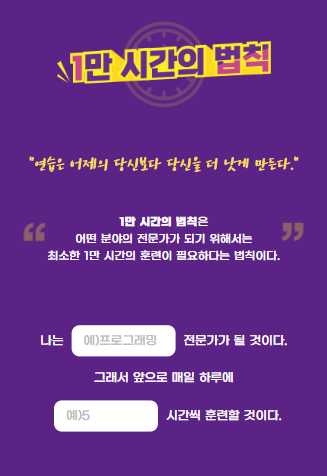 1만 시간의 법칙
"연습은 어제의 당신보다 당신을 더 낫게 만든다."
1만 시간의 법칙은
어떤 분야의 전문가가 되기 위해서는
최소한 1만 시간의 훈련이 필요하다는 법칙이다.
나는 예)프로그래밍 전문가가 될 것이다.
그래서 앞으로 매일 하루에
예)5 시간씩 훈련할 것이다.